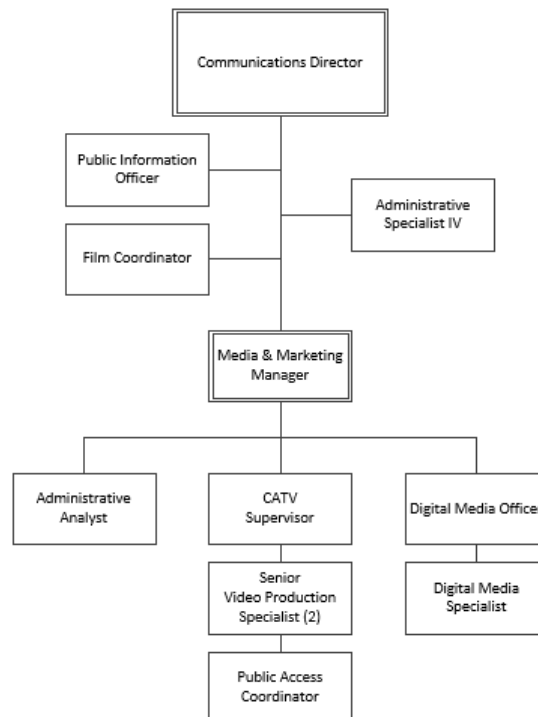 Communications Director
Public Information
Officer
Administrative
Specialist IV
Film Coordinator
Media & Marketing
Manager
Administrative
Analyst
CATV
Supervisor
Digital Media Officer
Senior
Video Production
Specialist (2)
Digital Media
Specialist
Public Access
Coordinator